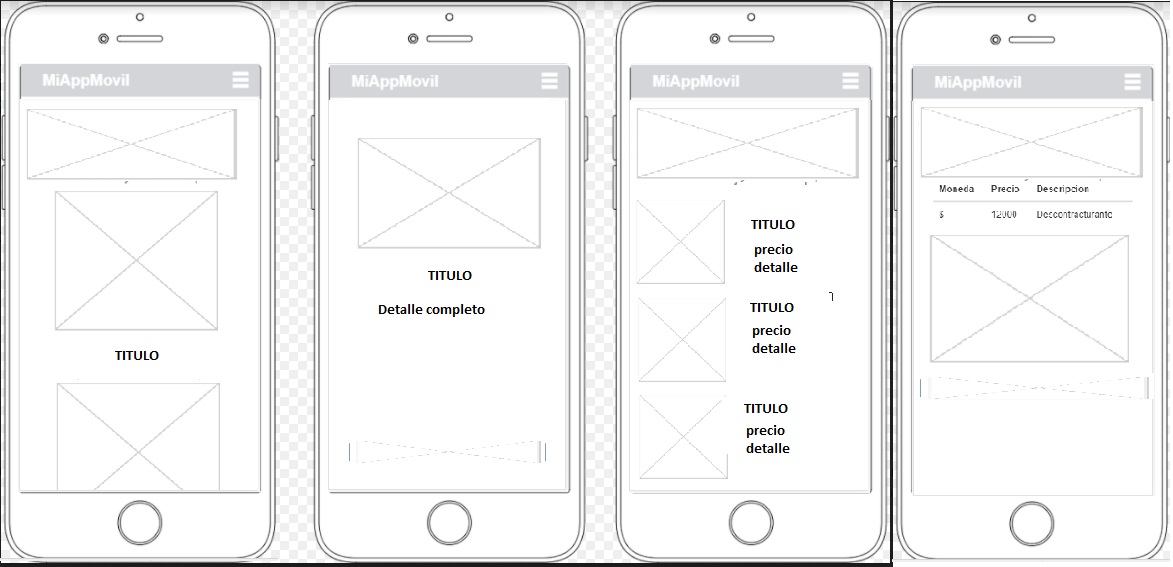 MiAppMovil
TITULO
MiAppMovil
TITULO
Detalle completo
MiAppMovil
TITULO
precio
detalle
TITULO
precio
detalle
TITULO
precio
detalle
MiAppMovil
Moneda Precio Descripcion
$ 12000 Descontracturante